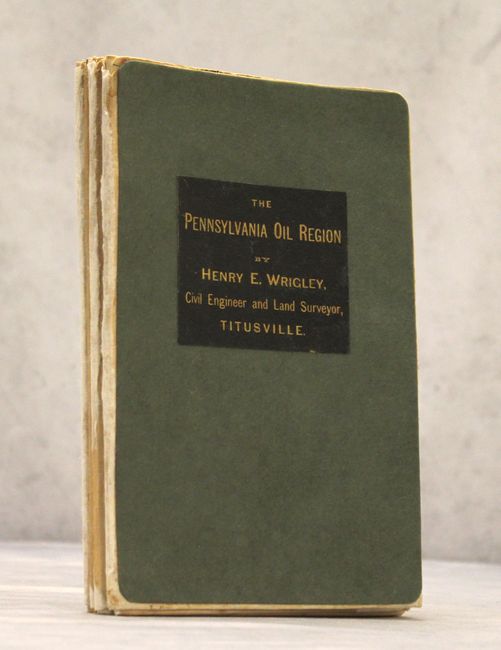 THE
PENNSYLVANIA OIL REGION
BY
HENRY E. WRIGLEY,
Civil Engineer and Land Surveyor,
TITUSVILLE.